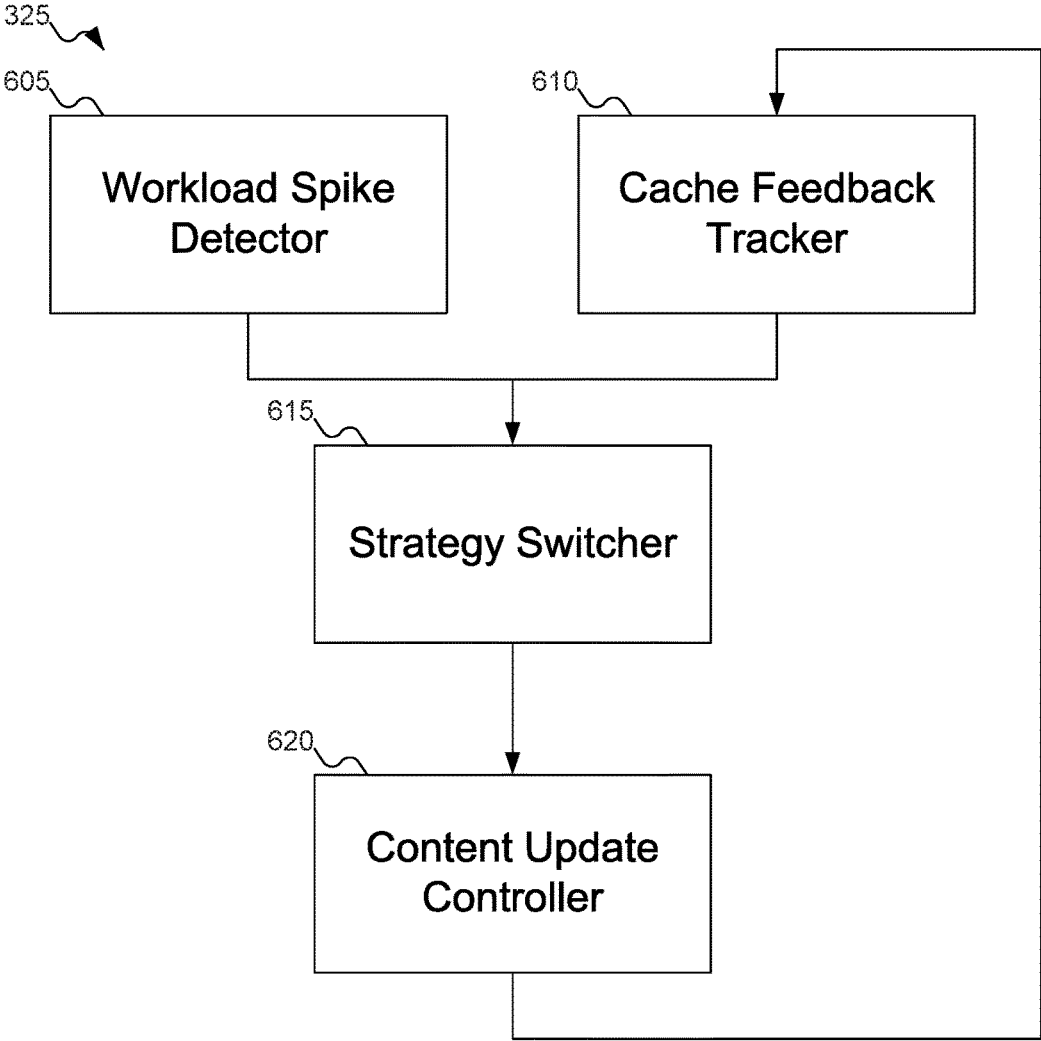 325
605
610
Workload Spike
Detector
Cache Feedback
Tracker
615
Strategy Switcher
620
Content Update
Controller